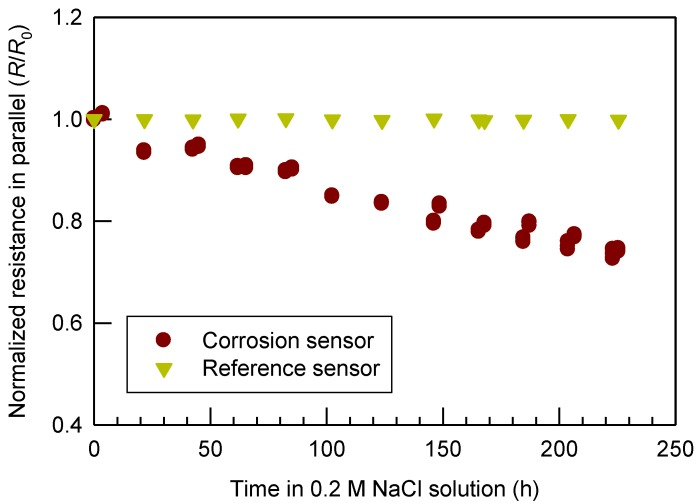 Normalized resistance in parallel (R/R0)
1.2
1.0
0.8
0.6
0.4
Corrosion sensor
Reference sensor
0 50 100 150 200 250
Time in 0.2 M NaCl solution (h)